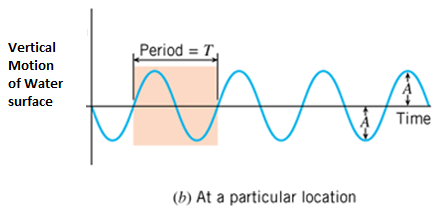 Vertical
Motion
of Water
surface
Period = T
A
A
Time
(b) At a particular location